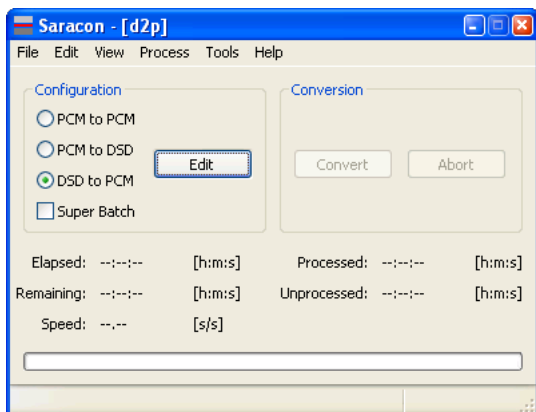 Saracon - [d2p]
File Edit View Process Tools Help
Configuration
PCM to PCM
PCM to DSD
DSD to PCM
Super Batch
Edit
Conversion
Convert Abort
Elapsed: --:--:-- [h:m:s] Processed: --:--:-- [h:m:s]
Remaining: --:--:-- [h:m:s] Unprocessed: --:--:-- [h:m:s]
Speed: --.-- [s/s]